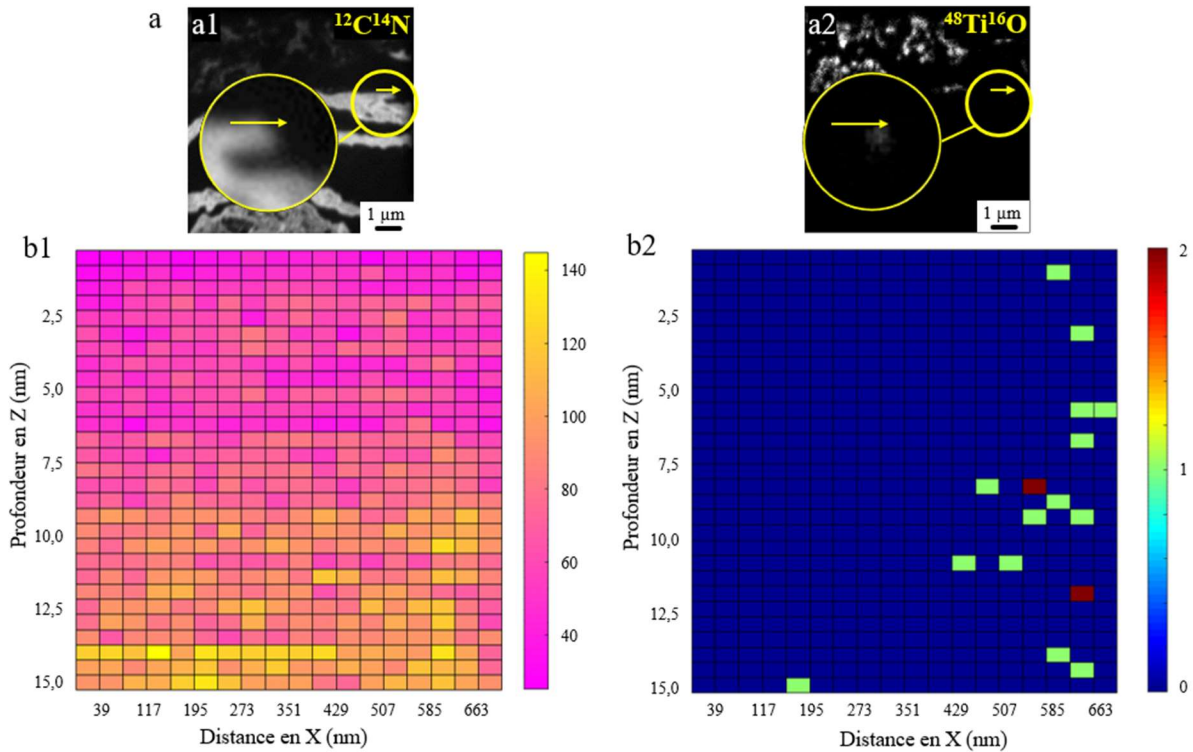 a
a1 ¹²C¹⁴N
1 µm
a2 ⁴⁸Ti¹⁶O
1 µm
b1
Profondeur en Z (nm)
2,5
5,0
7,5
10,0
12,5
15,0
39 117 195 273 351 429 507 585 663
Distance en X (nm)
140
120
100
80
60
40
b2
Profondeur en Z (nm)
2,5
5,0
7,5
10,0
12,5
15,0
39 117 195 273 351 429 507 585 663
Distance en X (nm)
2
1
0